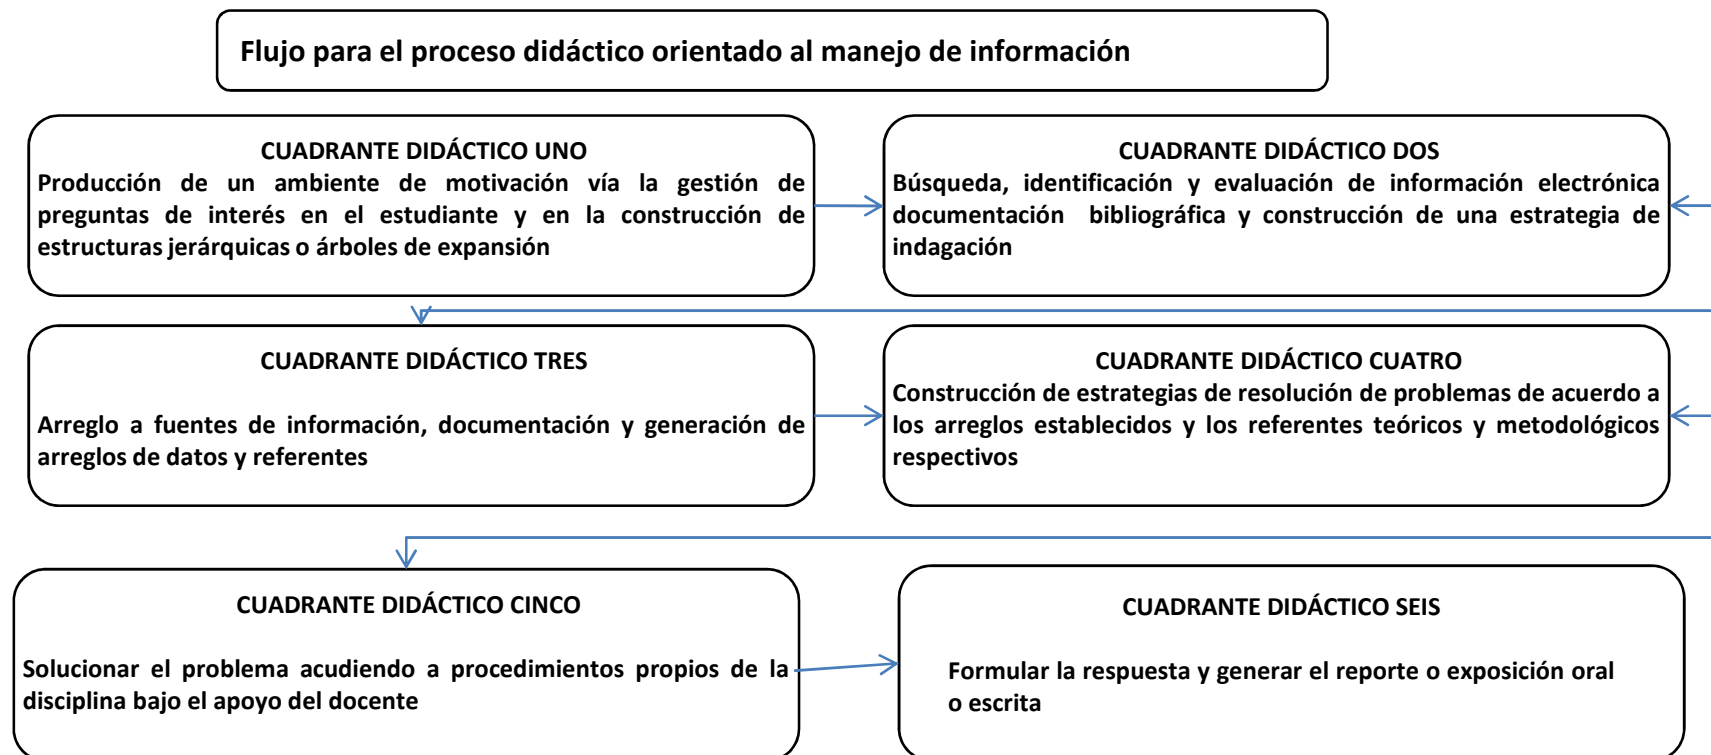 Flujo para el proceso didáctico orientado al manejo de información
CUADRANTE DIDÁCTICO UNO
Producción de un ambiente de motivación vía la gestión de
preguntas de interés en el estudiante y en la construcción de
estructuras jerárquicas o árboles de expansión
CUADRANTE DIDÁCTICO DOS
Búsqueda, identificación y evaluación de información electrónica
documentación bibliográfica y construcción de una estrategia de
indagación
CUADRANTE DIDÁCTICO TRES
Arreglo a fuentes de información, documentación y generación de
arreglos de datos y referentes
CUADRANTE DIDÁCTICO CUATRO
Construcción de estrategias de resolución de problemas de acuerdo a
los arreglos establecidos y los referentes teóricos y metodológicos
respectivos
CUADRANTE DIDÁCTICO CINCO
Solucionar el problema acudiendo a procedimientos propios de la
disciplina bajo el apoyo del docente
CUADRANTE DIDÁCTICO SEIS
Formular la respuesta y generar el reporte o exposición oral
o escrita